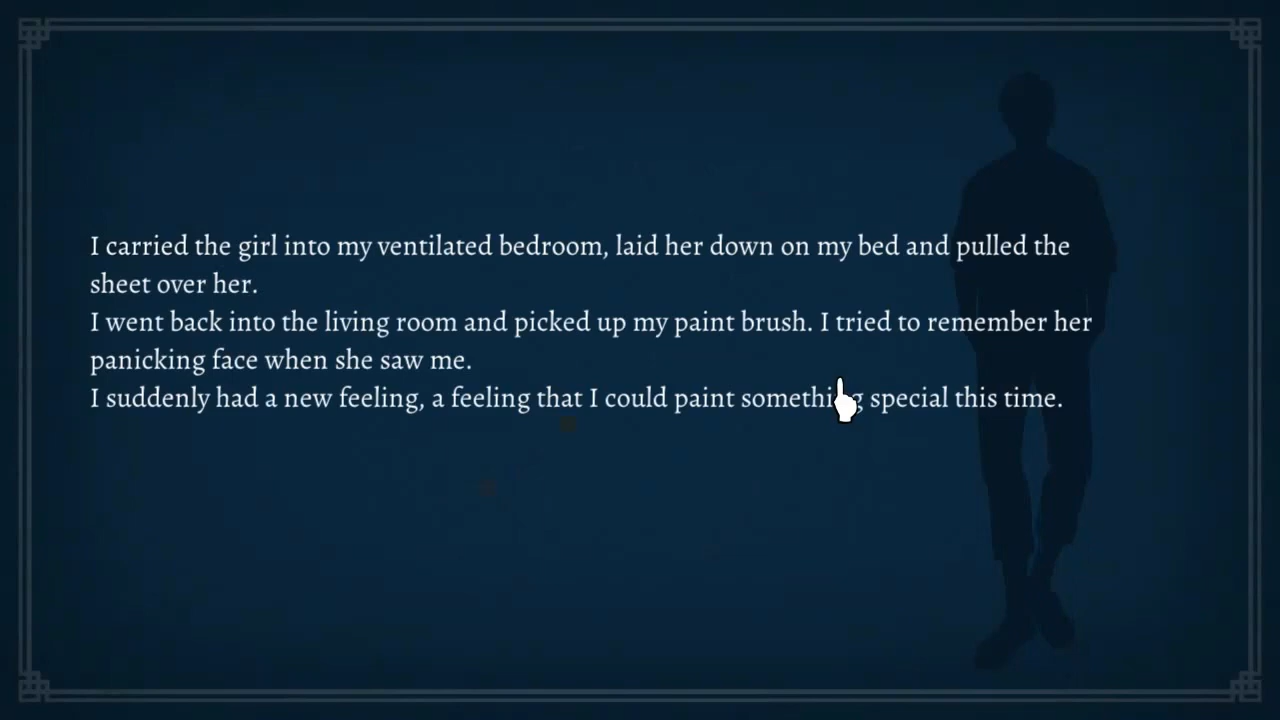 I carried the girl into my ventilated bedroom, laid her down on my bed and pulled the
sheet over her.
I went back into the living room and picked up my paint brush. I tried to remember her
panicking face when she saw me.
I suddenly had a new feeling, a feeling that I could paint something special this time.